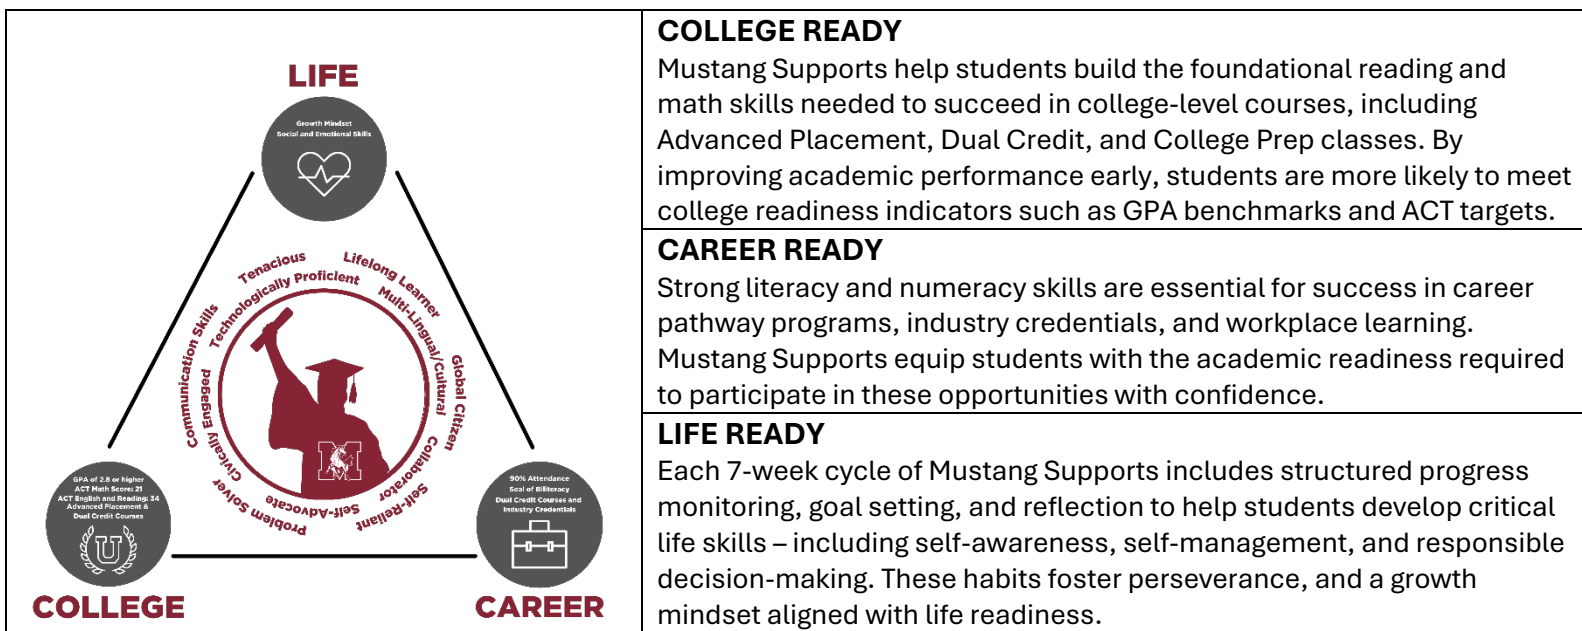 LIFE
Growth Mindset
Social and Emotional Skills
Tenacious
Lifelong Learner
Technologically Proficient
Multi-Lingual/Cultural
Communication Skills
Global Citizen
Civically Engaged
Collaborator
Problem Solver
Self-Advocate
Self-Reliant
M
GPA of 2.8 or higher
ACT Math Score: 21
ACT English and Reading: 34
Advanced Placement &
Dual Credit Courses
U
COLLEGE
90% Attendance
Seal of Biliteracy
Dual Credit Courses and
Industry Credentials
CAREER
COLLEGE READY
Mustang Supports help students build the foundational reading and
math skills needed to succeed in college-level courses, including
Advanced Placement, Dual Credit, and College Prep classes. By
improving academic performance early, students are more likely to meet
college readiness indicators such as GPA benchmarks and ACT targets.
CAREER READY
Strong literacy and numeracy skills are essential for success in career
pathway programs, industry credentials, and workplace learning.
Mustang Supports equip students with the academic readiness required
to participate in these opportunities with confidence.
LIFE READY
Each 7-week cycle of Mustang Supports includes structured progress
monitoring, goal setting, and reflection to help students develop critical
life skills – including self-awareness, self-management, and responsible
decision-making. These habits foster perseverance, and a growth
mindset aligned with life readiness.